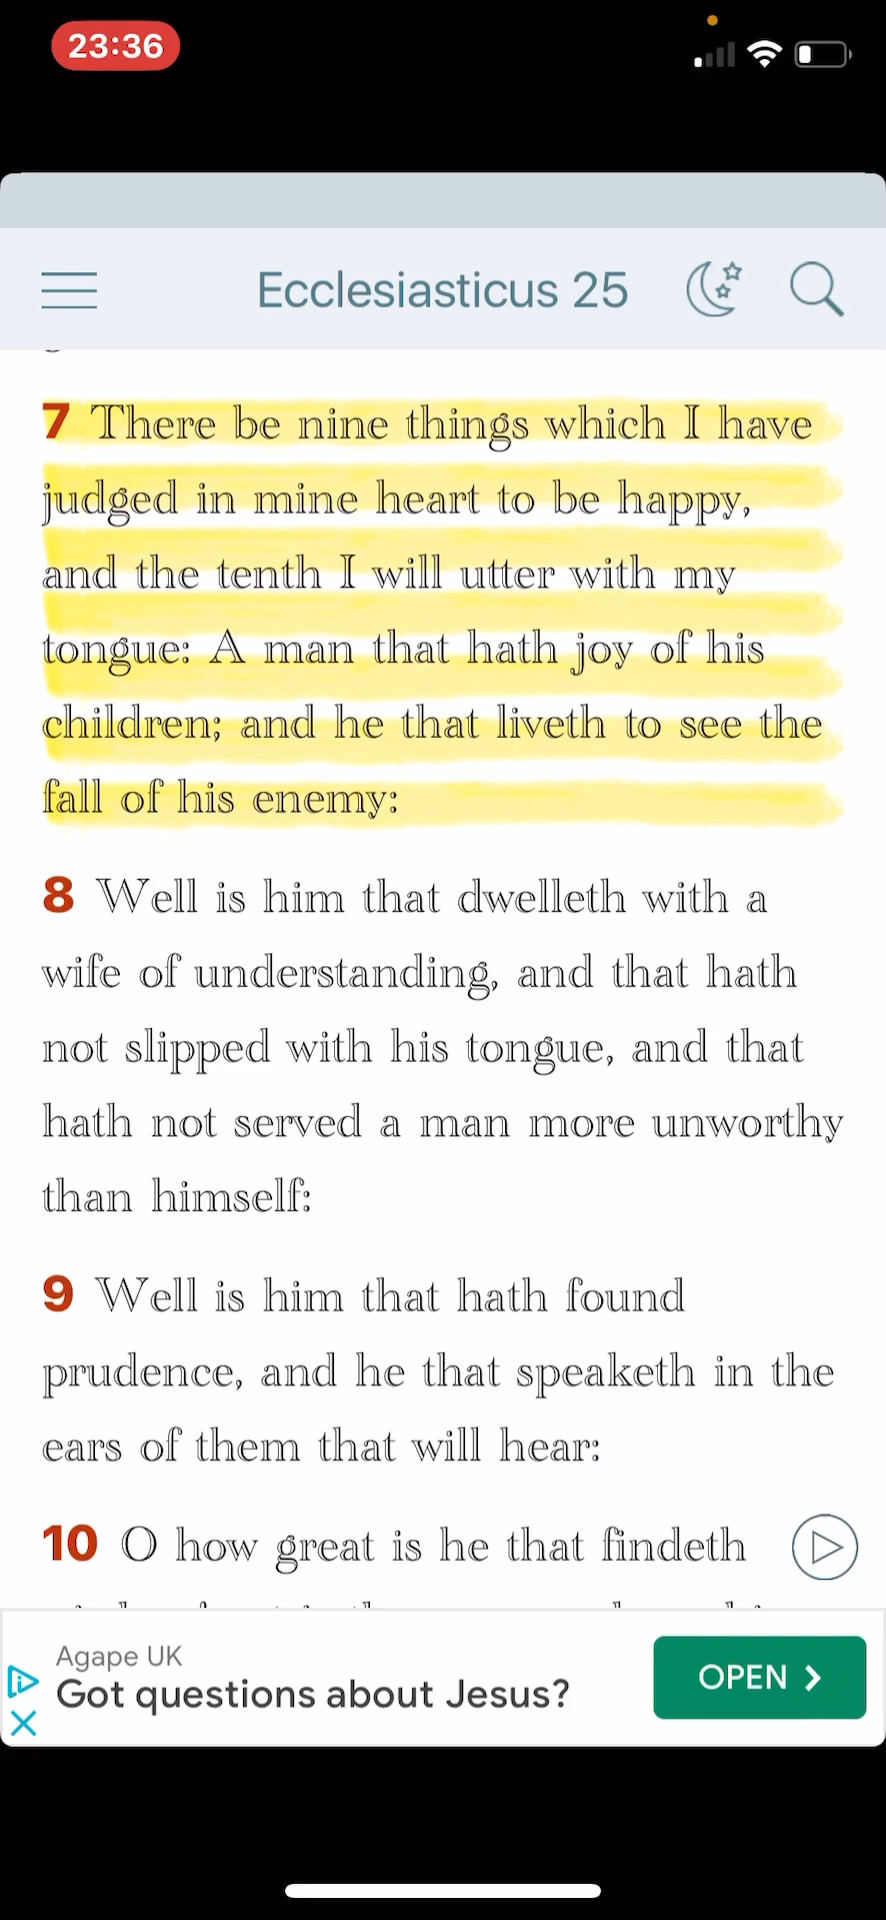 23:36
Ecclesiasticus 25
7 There be nine things which I have
judged in mine heart to be happy,
and the tenth I will utter with my
tongue: A man that hath joy of his
children; and he that liveth to see the
fall of his enemy:
8 Well is him that dwelleth with a
wife of understanding, and that hath
not slipped with his tongue, and that
hath not served a man more unworthy
than himself:
9 Well is him that hath found
prudence, and he that speaketh in the
ears of them that will hear:
10 O how great is he that findeth
Agape UK
Got questions about Jesus?
OPEN